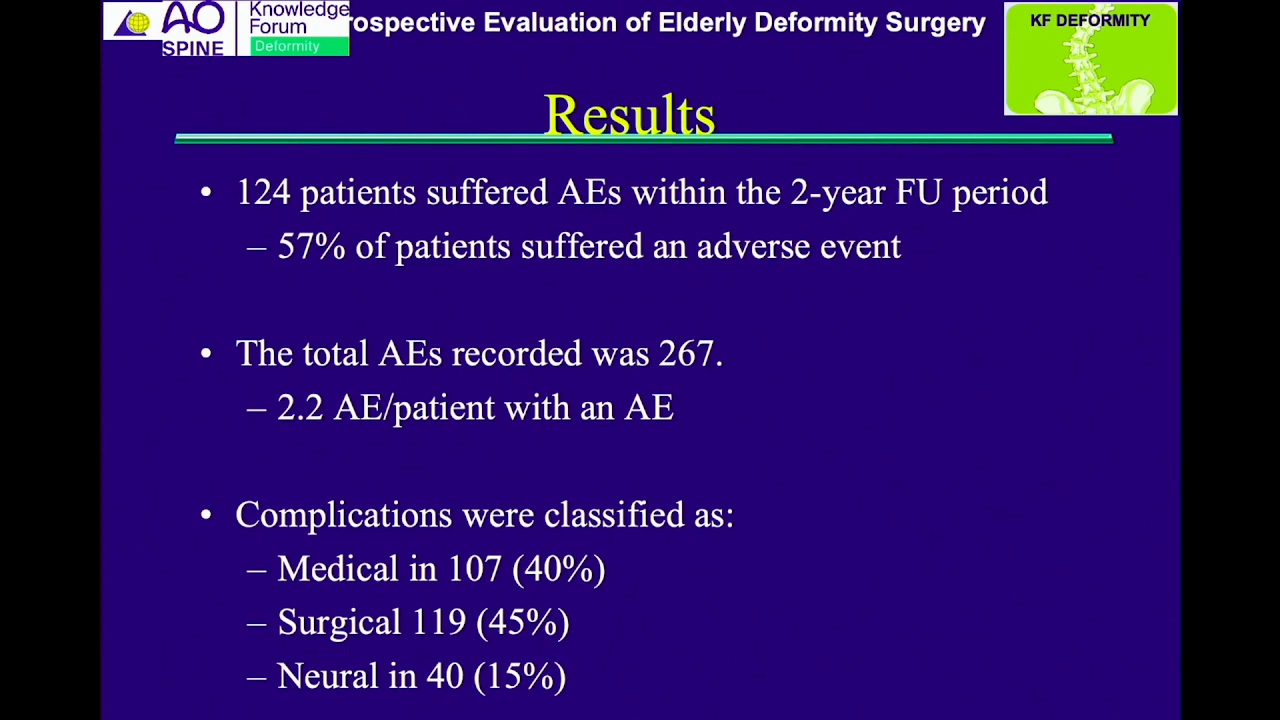 AO
SPINE
Knowledge
Forum
Deformity
rospective Evaluation of Elderly Deformity Surgery
KF DEFORMITY
Results
• 124 patients suffered AEs within the 2-year FU period
– 57% of patients suffered an adverse event
• The total AEs recorded was 267.
– 2.2 AE/patient with an AE
• Complications were classified as:
– Medical in 107 (40%)
– Surgical 119 (45%)
– Neural in 40 (15%)